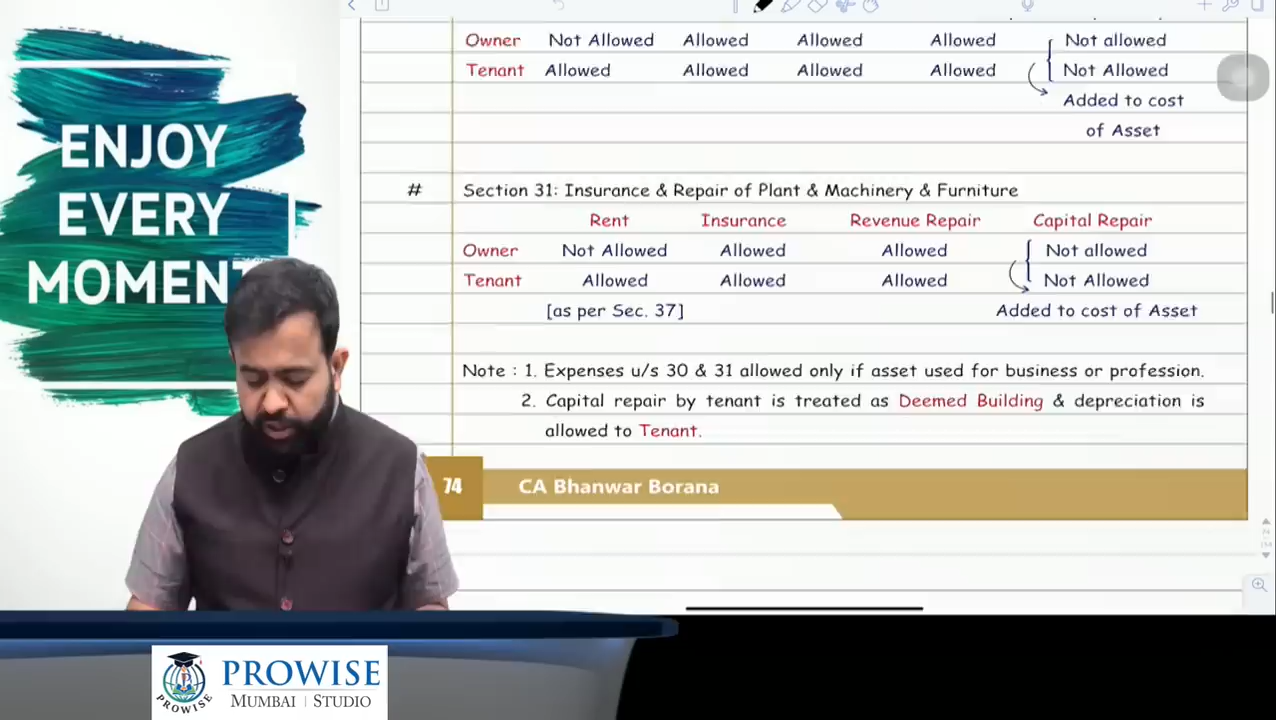 ENJOY
EVERY
MOMENT
Owner Not Allowed Allowed Allowed Allowed Not allowed
Tenant Allowed Allowed Allowed Allowed Not Allowed
Added to cost
of Asset
# Section 31: Insurance & Repair of Plant & Machinery & Furniture
Rent Insurance Revenue Repair Capital Repair
Owner Not Allowed Allowed Allowed Not allowed
Tenant Allowed Allowed Allowed Not Allowed
[as per Sec. 37] Added to cost of Asset
Note : 1. Expenses u/s 30 & 31 allowed only if asset used for business or profession.
2. Capital repair by tenant is treated as Deemed Building & depreciation is
allowed to Tenant.
74 CA Bhanwar Borana
PROWISE
PROWISE
MUMBAI | STUDIO